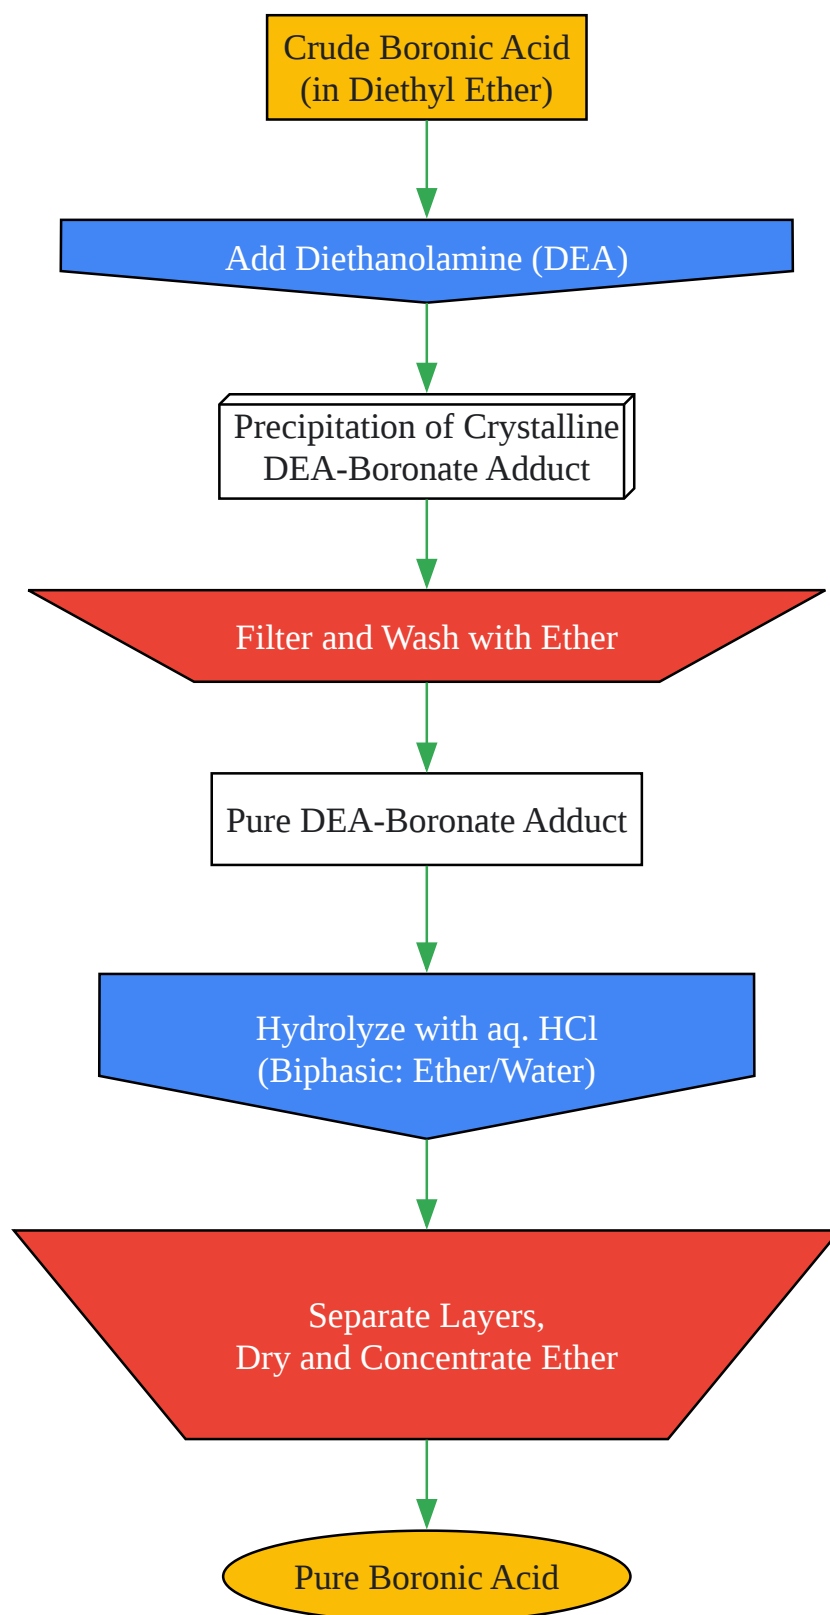 Crude Boronic Acid
(in Diethyl Ether)
Add Diethanolamine (DEA)
Precipitation of Crystalline
DEA-Boronate Adduct
Filter and Wash with Ether
Pure DEA-Boronate Adduct
Hydrolyze with aq. HCl
(Biphasic: Ether/Water)
Separate Layers,
Dry and Concentrate Ether
Pure Boronic Acid